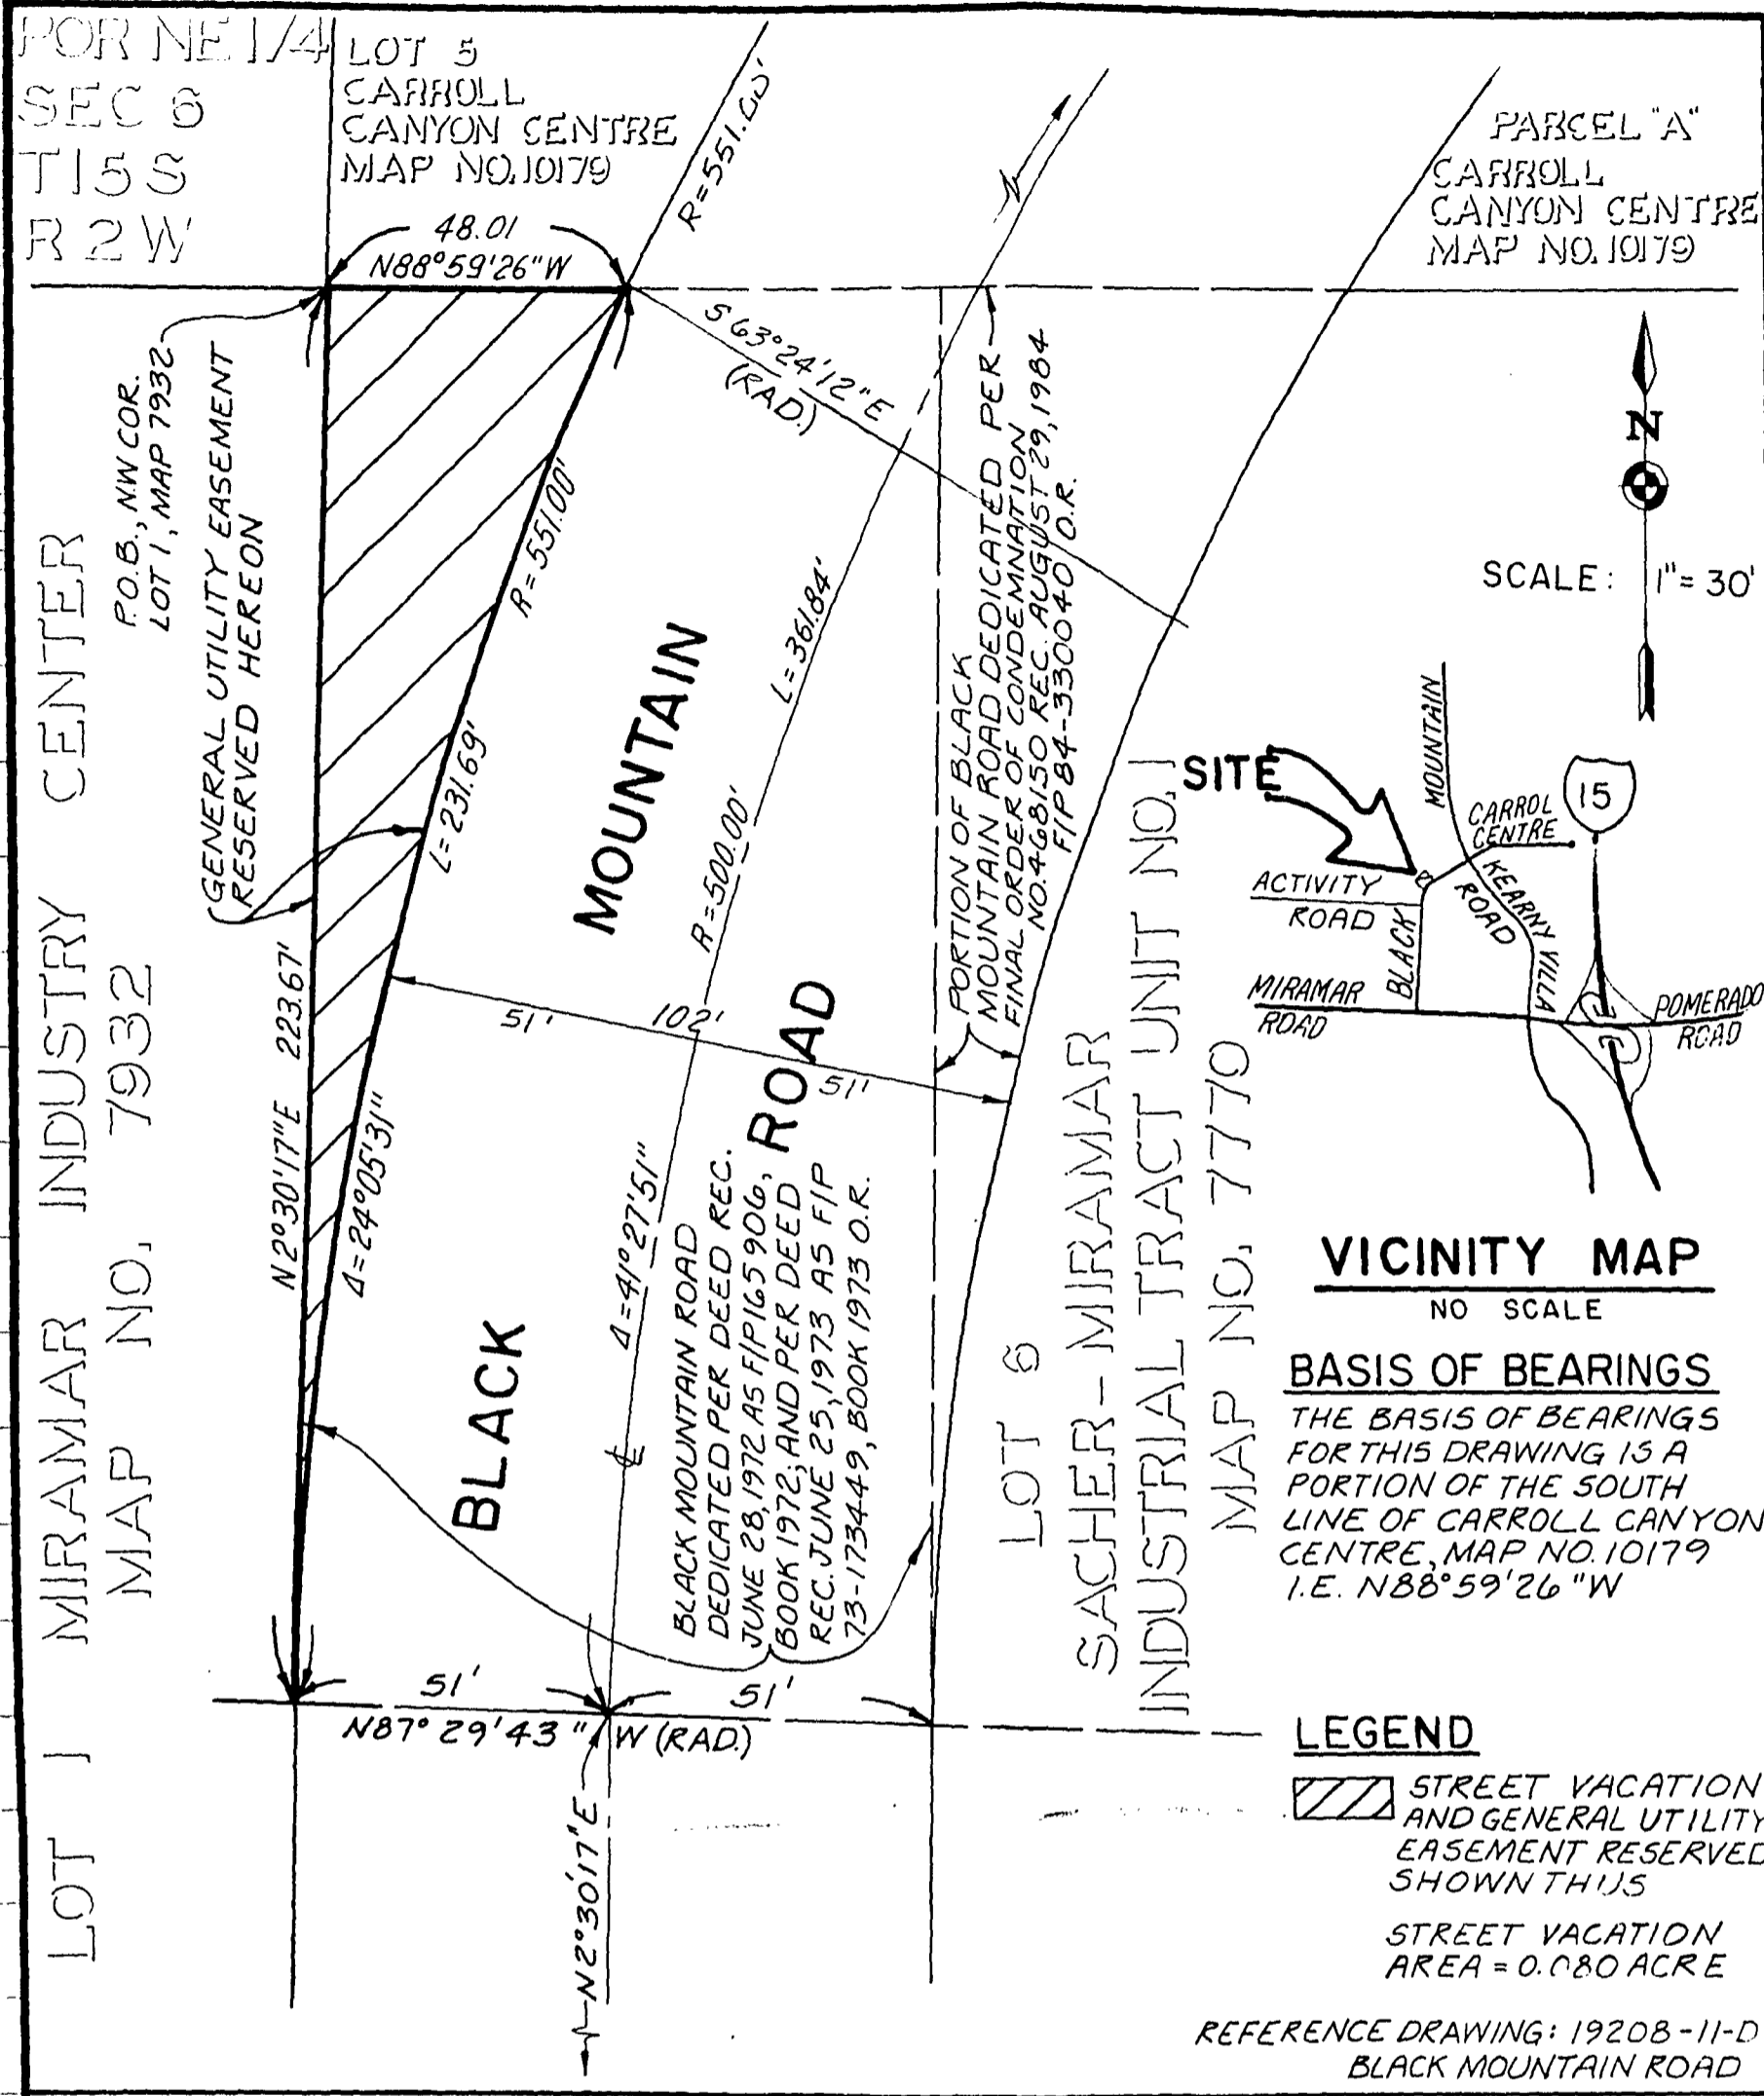 POR NE 1/4
SEC 6
T15S
R 2 W
LOT 5
CARROLL
CANYON CENTRE
MAP NO. 10179
R=551.00'
PARCEL "A"
CARROLL
CANYON CENTRE
MAP NO. 10179
48.01
N88°59'26"W
P.O.B., N.W. COR.
LOT 1, MAP 7932
GENERAL UTILITY EASEMENT
RESERVED HEREON
S 63°24'12"E
(RAD.)
R=551.00'
L=231.69'
Δ=24°05'31"
N2°30'17"E 223.67'
L=361.84'
R=500.00'
Δ=41°27'51"
51'
102'
51'
BLACK
MOUNTAIN
ROAD
PORTION OF BLACK
MOUNTAIN ROAD DEDICATED PER
FINAL ORDER OF CONDEMNATION
NO. 468150 REC. AUGUST 29, 1984
F/P 84-330040 O.R.
BLACK MOUNTAIN ROAD
DEDICATED PER DEED REC.
JUNE 28, 1972 AS F/P165906,
BOOK 1972; AND PER DEED
REC. JUNE 25, 1973 AS F/P
73-173449, BOOK 1973 O.R.
LOT 1 MIRAMAR INDUSTRY CENTER
MAP NO. 7932
LOT 6
SACHER-MIRAMAR
INDUSTRIAL TRACT UNIT NO. 1
MAP NO. 7770
51'
51'
N87°29'43"W (RAD.)
N2°30'17"E
N
SCALE: 1"= 30'
SITE
MOUNTAIN
CARROL
CENTRE
15
ACTIVITY
ROAD
BLACK
KEARNY VILLA
ROAD
MIRAMAR
ROAD
POMERADO
ROAD
VICINITY MAP
NO SCALE
BASIS OF BEARINGS
THE BASIS OF BEARINGS
FOR THIS DRAWING IS A
PORTION OF THE SOUTH
LINE OF CARROLL CANYON
CENTRE, MAP NO. 10179
I.E. N88°59'26"W
LEGEND
STREET VACATION
AND GENERAL UTILITY
EASEMENT RESERVED
SHOWN THUS
STREET VACATION
AREA = 0.080 ACRE
REFERENCE DRAWING: 19208-11-D
BLACK MOUNTAIN ROAD